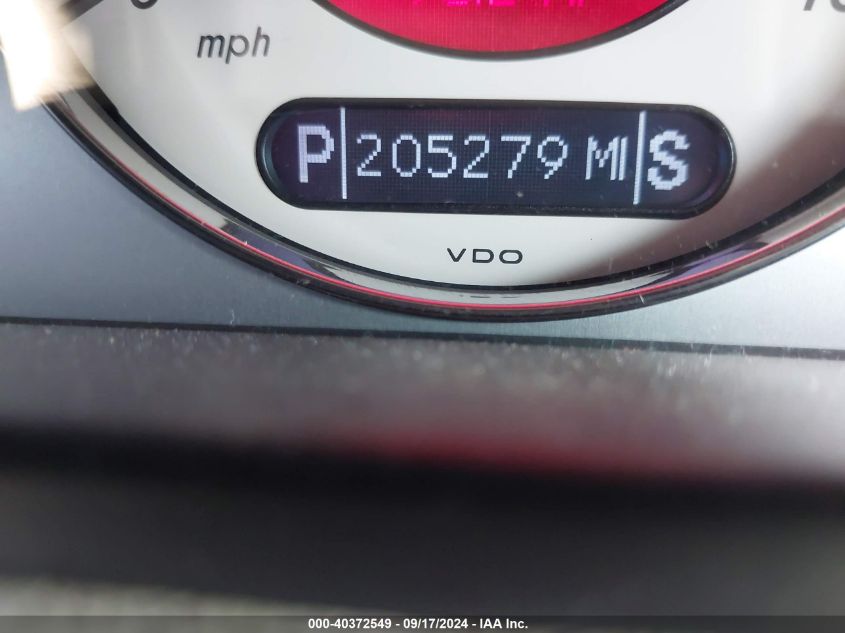 mph
P 205279 MI S
VDO
000-40372549 - 09/17/2024 - IAA Inc.